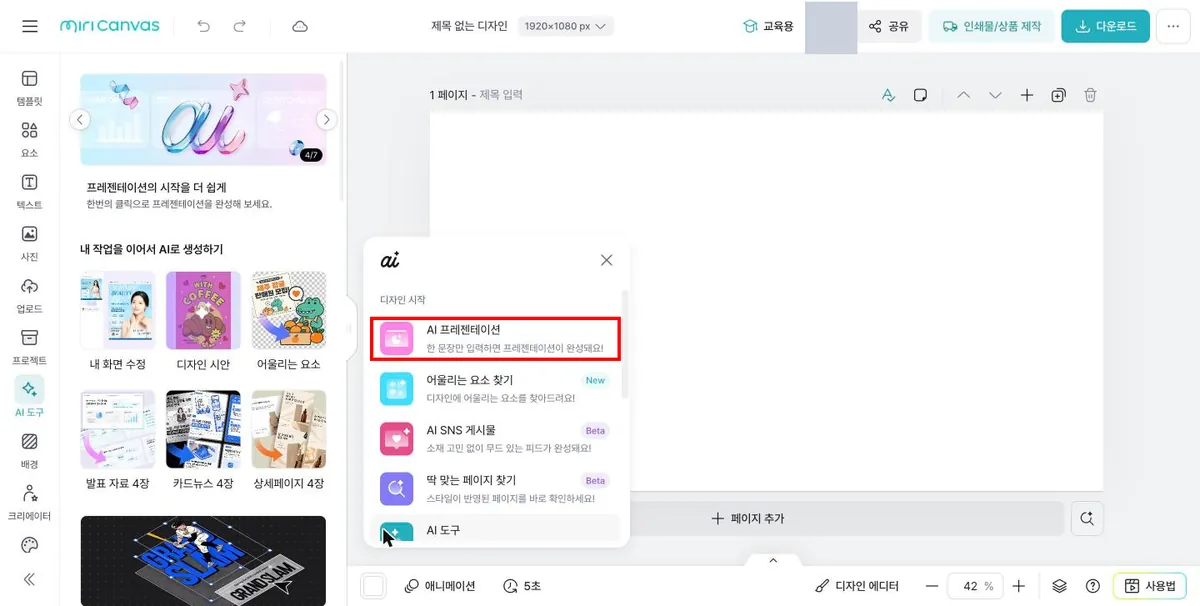 miri canvas
제목 없는 디자인
1920×1080 px
교육용
공유
인쇄물/상품 제작
다운로드
템플릿
요소
텍스트
사진
업로드
프로젝트
AI 도구
배경
크리에이터
ai
4/7
프레젠테이션의 시작을 더 쉽게
한번의 클릭으로 프레젠테이션을 완성해 보세요.
내 작업을 이어서 AI로 생성하기
WITH COFFEE
내 화면 수정
디자인 시안
어울리는 요소
발표 자료 4장
카드뉴스 4장
상세페이지 4장
GRAND SLAM
GRAND SLAM
1 페이지 - 제목 입력
ai
디자인 시작
AI 프레젠테이션
한 문장만 입력하면 프레젠테이션이 완성돼요!
어울리는 요소 찾기 New
디자인에 어울리는 요소를 찾아드려요!
AI SNS 게시물 Beta
소재 고민 없이 무드 있는 피드가 완성돼요!
딱 맞는 페이지 찾기 Beta
스타일이 반영된 페이지를 바로 확인하세요!
AI 도구
페이지 추가
애니메이션
5초
디자인 에디터
42 %
사용법